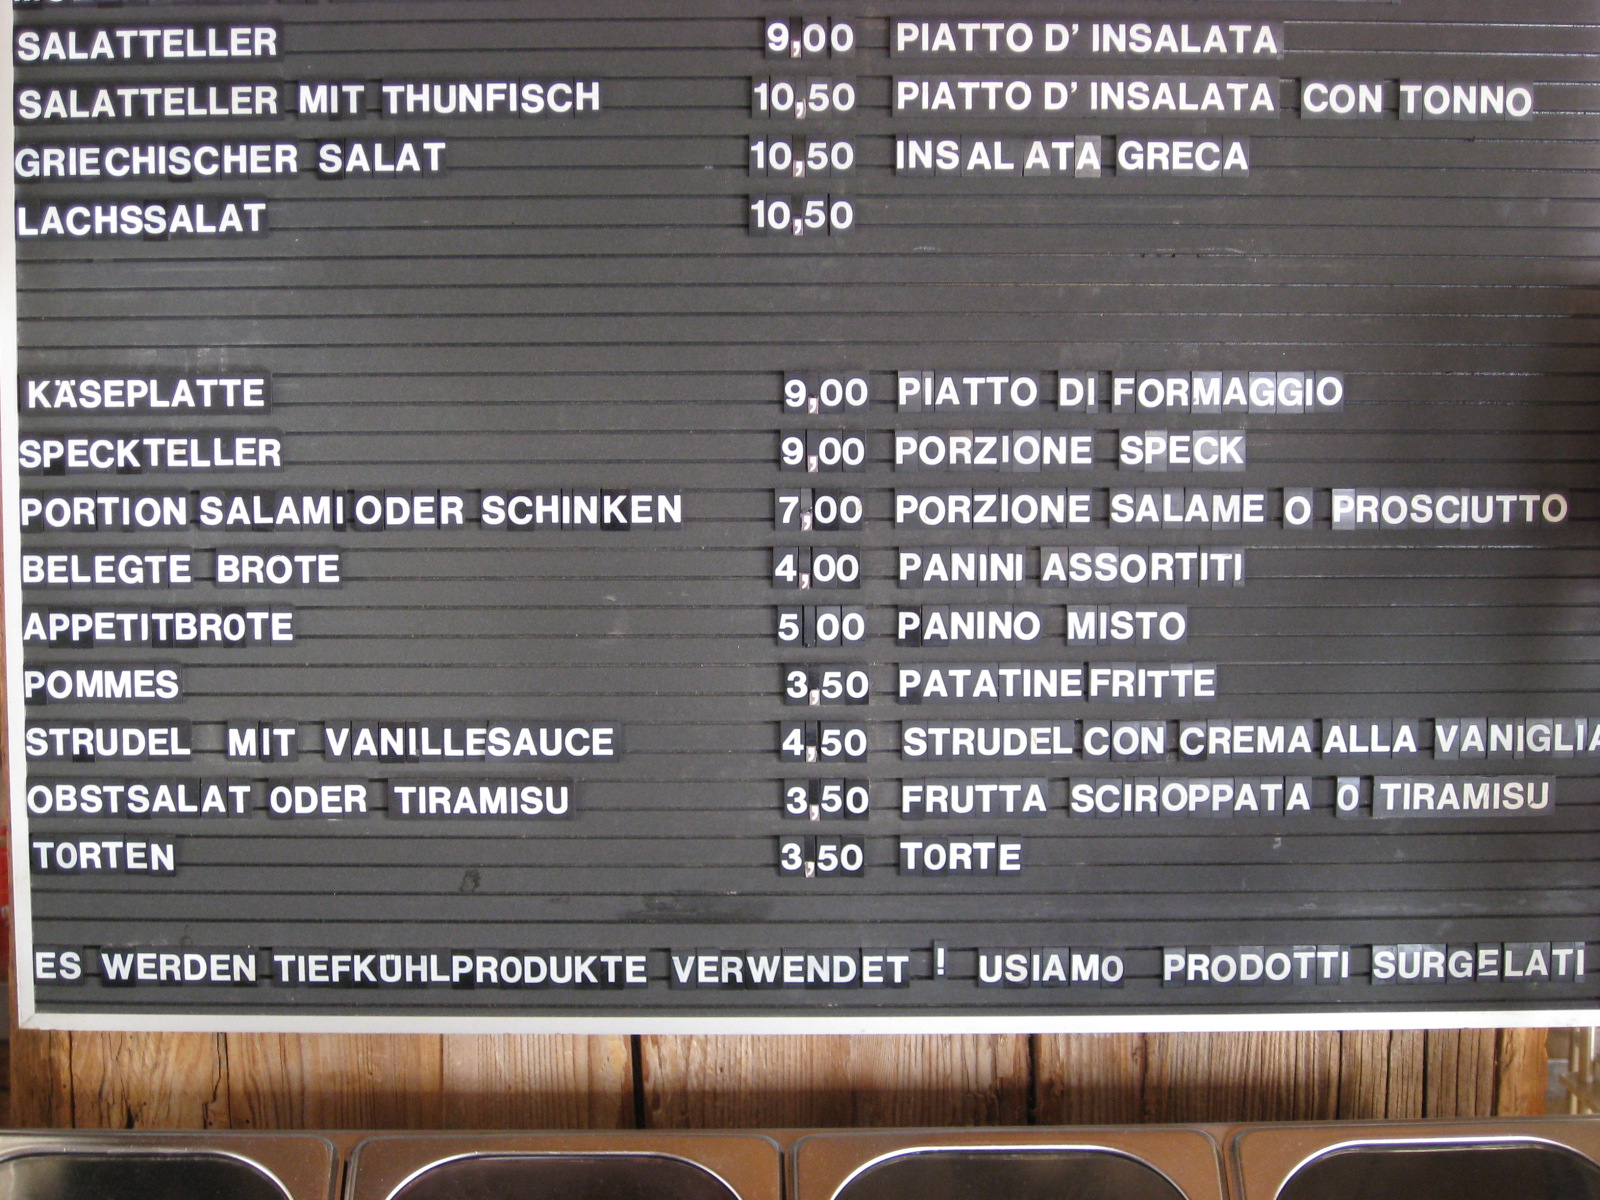 SALATTELLER 9,00 PIATTO D' INSALATA
SALATTELLER MIT THUNFISCH 10,50 PIATTO D' INSALATA CON TONNO
GRIECHISCHER SALAT 10,50 INSALATA GRECA
LACHSSALAT 10,50
KÄSEPLATTE 9,00 PIATTO DI FORMAGGIO
SPECKTELLER 9,00 PORZIONE SPECK
PORTION SALAMI ODER SCHINKEN 7,00 PORZIONE SALAME O PROSCIUTTO
BELEGTE BROTE 4,00 PANINI ASSORTITI
APPETITBROTE 5 00 PANINO MISTO
POMMES 3,50 PATATINE FRITTE
STRUDEL MIT VANILLESAUCE 4,50 STRUDEL CON CREMA ALLA VANIGLIA
OBSTSALAT ODER TIRAMISU 3,50 FRUTTA SCIROPPATA O TIRAMISU
TORTEN 3,50 TORTE
ES WERDEN TIEFKÜHLPRODUKTE VERWENDET ! USIAMO PRODOTTI SURGELATI